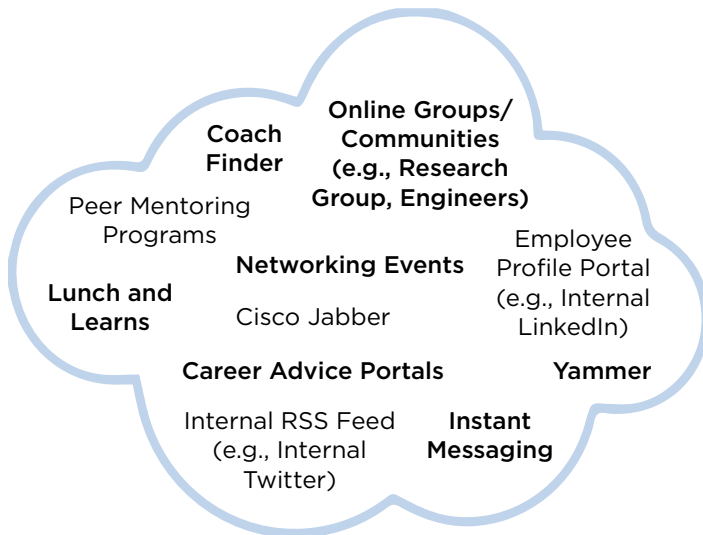 Online Groups/
Communities
(e.g., Research
Group, Engineers)
Coach
Finder
Peer Mentoring
Programs
Networking Events
Employee
Profile Portal
(e.g., Internal
LinkedIn)
Lunch and
Learns
Cisco Jabber
Career Advice Portals
Yammer
Internal RSS Feed
(e.g., Internal
Twitter)
Instant
Messaging